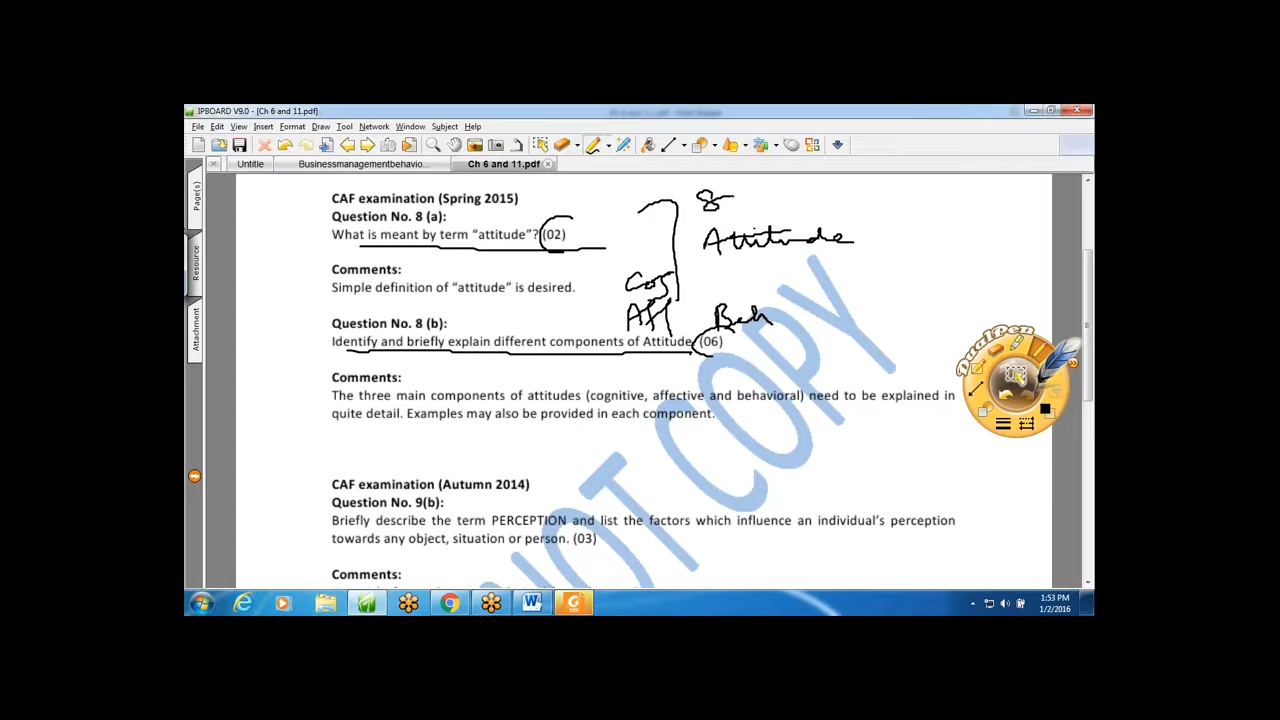 IPBOARD V9.0 - [Ch 6 and 11.pdf]
File Edit View Insert Format Draw Tool Network Window Subject Help
Untitle Businessmanagementbehavio... Ch 6 and 11.pdf
Page(s)
Resource
Attachment
CAF examination (Spring 2015)
Question No. 8 (a):
What is meant by term “attitude”? (02)
8
Attitude
Comments:
Simple definition of “attitude” is desired.
Cog
Aff Beh
Question No. 8 (b):
Identify and briefly explain different components of Attitude. (06)
Comments:
The three main components of attitudes (cognitive, affective and behavioral) need to be explained in
quite detail. Examples may also be provided in each component.
CAF examination (Autumn 2014)
Question No. 9(b):
Briefly describe the term PERCEPTION and list the factors which influence an individual’s perception
towards any object, situation or person. (03)
Comments:
NOT COPY
DualPen
1:53 PM
1/2/2016